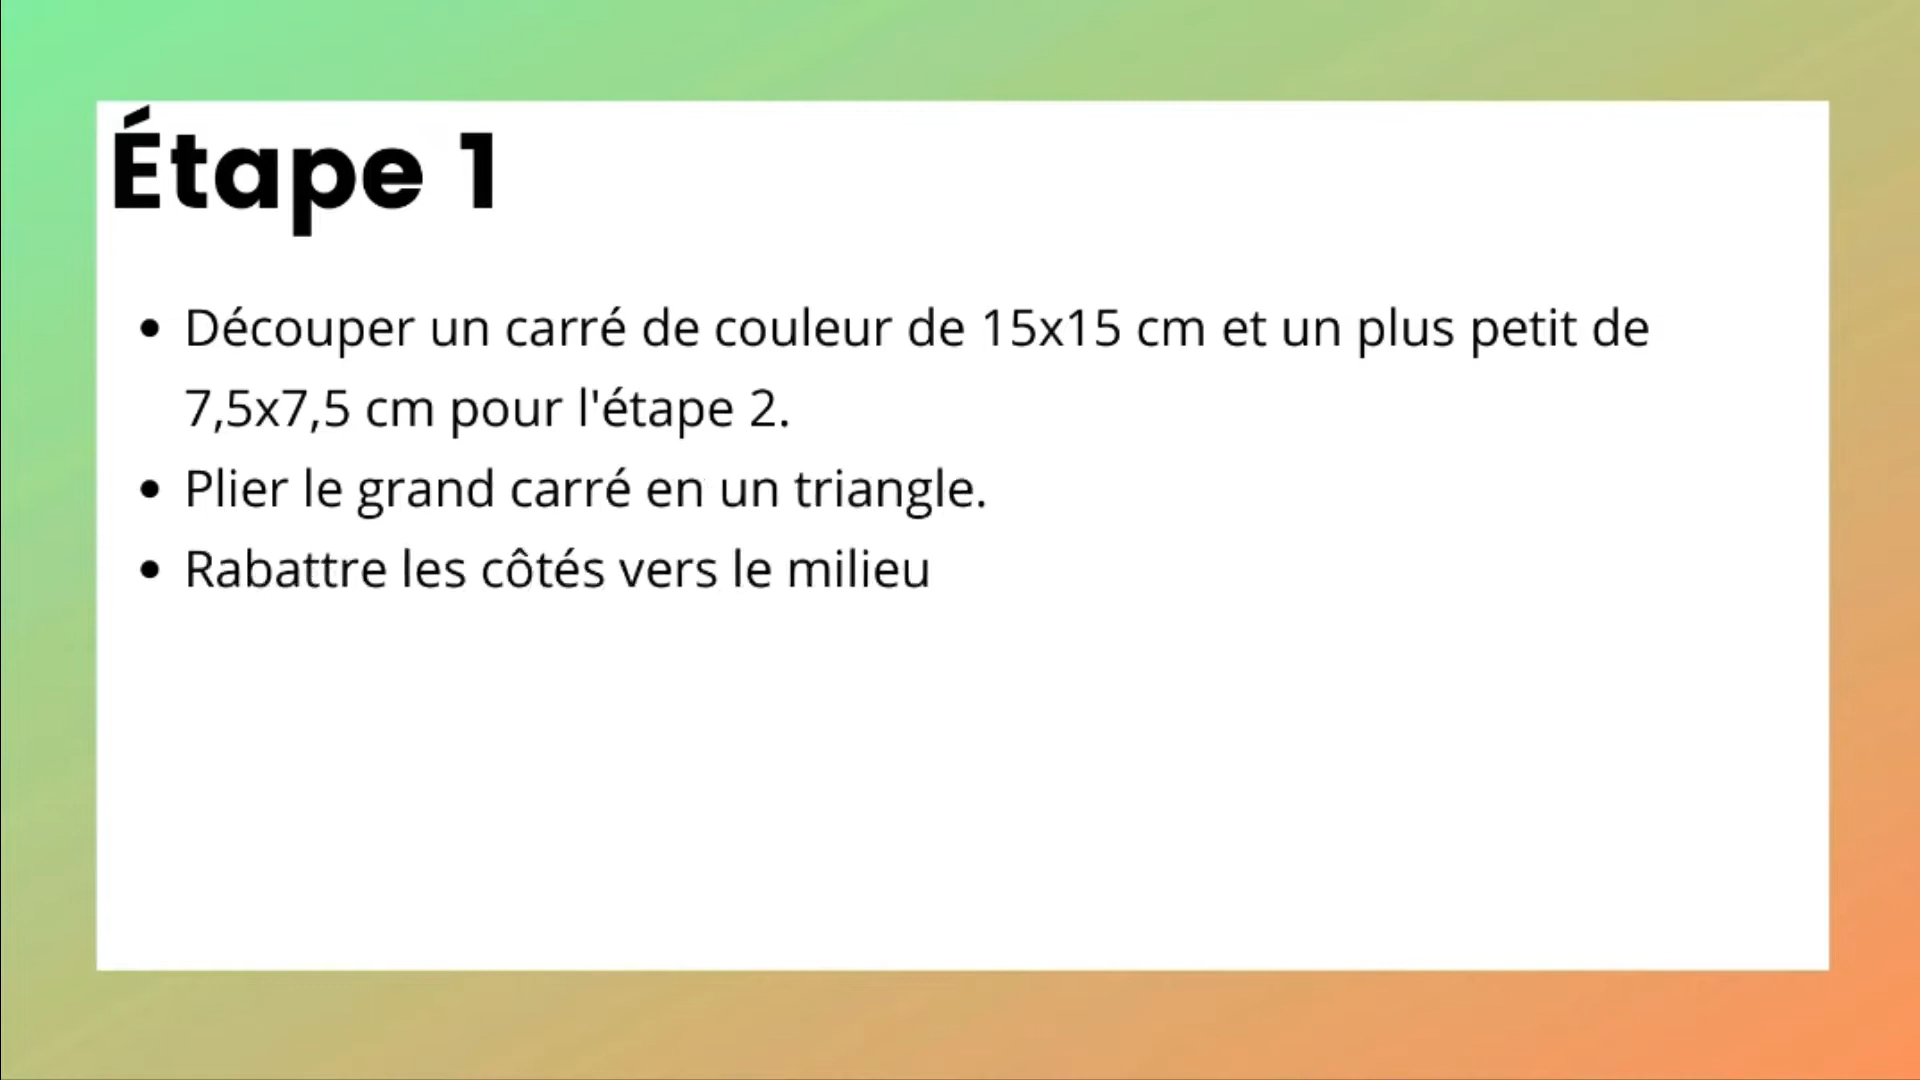 Étape 1
• Découper un carré de couleur de 15x15 cm et un plus petit de
7,5x7,5 cm pour l'étape 2.
• Plier le grand carré en un triangle.
• Rabattre les côtés vers le milieu